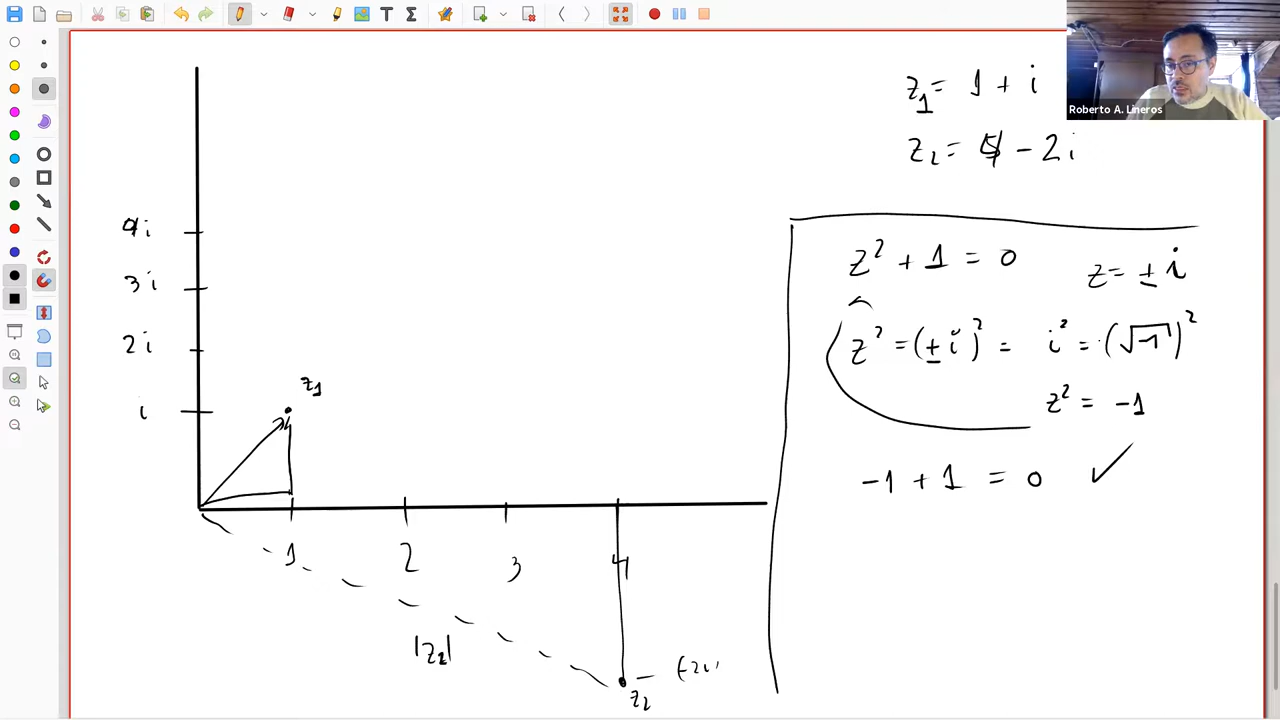 z₁ = 1 + i
Roberto A. Lineros
z₂ = 4 - 2i
z² + 1 = 0
z = ± i
z² = (± i)² = i² = (√-1)²
z² = -1
-1 + 1 = 0 ✓
4i
3i
2i
i
z₁
1 2 3 4
|z₂|
z₂